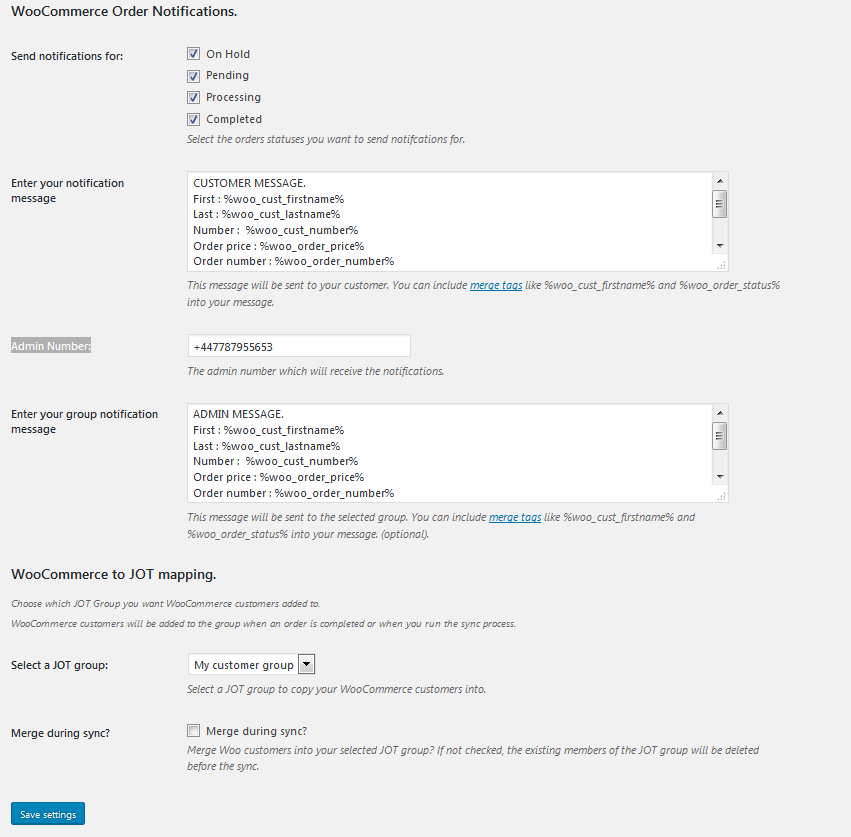 WooCommerce Order Notifications.
Send notifications for:
On Hold
Pending
Processing
Completed
Select the orders statuses you want to send notifcations for.
Enter your notification
message
CUSTOMER MESSAGE.
First : %woo_cust_firstname%
Last : %woo_cust_lastname%
Number :  %woo_cust_number%
Order price : %woo_order_price%
Order number : %woo_order_number%
This message will be sent to your customer. You can include merge tags like %woo_cust_firstname% and %woo_order_status%
into your message.
Admin Number:
+447787955653
The admin number which will receive the notifications.
Enter your group notification
message
ADMIN MESSAGE.
First : %woo_cust_firstname%
Last : %woo_cust_lastname%
Number :  %woo_cust_number%
Order price : %woo_order_price%
Order number : %woo_order_number%
This message will be sent to the selected group. You can include merge tags like %woo_cust_firstname% and
%woo_order_status% into your message. (optional).
WooCommerce to JOT mapping.
Choose which JOT Group you want WooCommerce customers added to.
WooCommerce customers will be added to the group when an order is completed or when you run the sync process.
Select a JOT group:
My customer group
Select a JOT group to copy your WooCommerce customers into.
Merge during sync?
Merge during sync?
Merge Woo customers into your selected JOT group? If not checked, the existing members of the JOT group will be deleted
before the sync.
Save settings